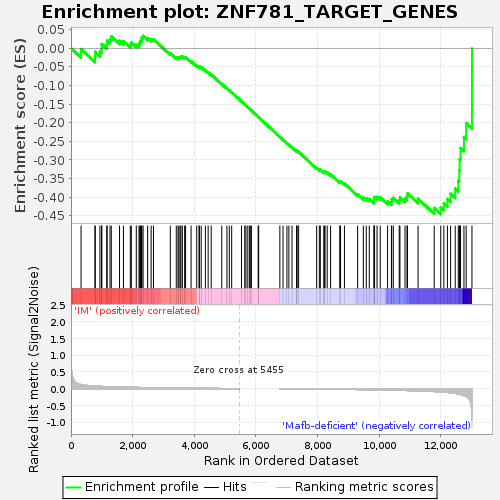 Enrichment plot: ZNF781_TARGET_GENES
Enrichment score (ES)
0.05
0.00
-0.05
-0.10
-0.15
-0.20
-0.25
-0.30
-0.35
-0.40
-0.45
'IM' (positively correlated)
Ranked list metric (Signal2Noise)
2.5
2.0
1.5
1.0
0.5
0.0
-0.5
-1.0
Zero cross at 5455
'Mafb-deficient' (negatively correlated)
0
2,000
4,000
6,000
8,000
10,000
12,000
Rank in Ordered Dataset
Enrichment profile
Hits
Ranking metric scores